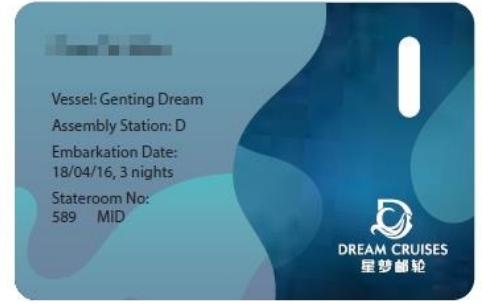 Vessel: Genting Dream
Assembly Station: D
Embarkation Date:
18/04/16, 3 nights
Stateroom No:
589 MID
DREAM CRUISES
星梦邮轮